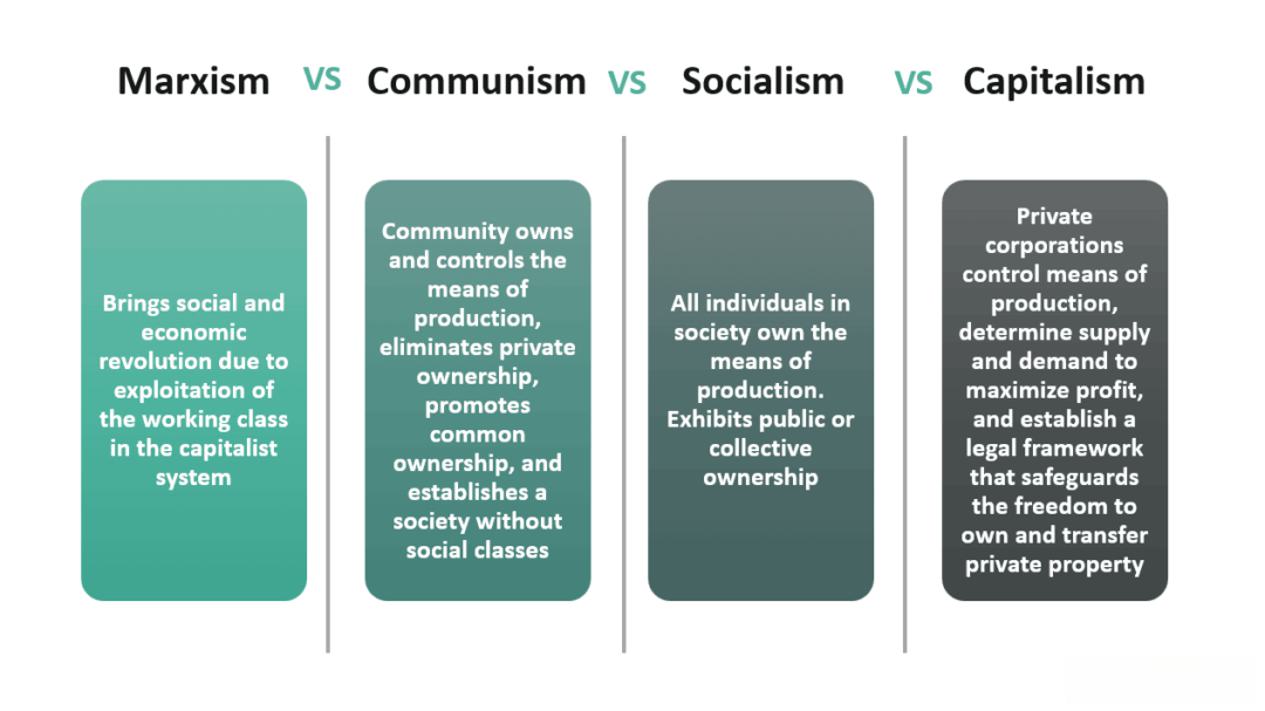 Marxism VS Communism VS Socialism VS Capitalism
Brings social and
economic
revolution due to
exploitation of
the working class
in the capitalist
system
Community owns
and controls the
means of
production,
eliminates private
ownership,
promotes
common
ownership, and
establishes a
society without
social classes
All individuals in
society own the
means of
production.
Exhibits public or
collective
ownership
Private
corporations
control means of
production,
determine supply
and demand to
maximize profit,
and establish a
legal framework
that safeguards
the freedom to
own and transfer
private property